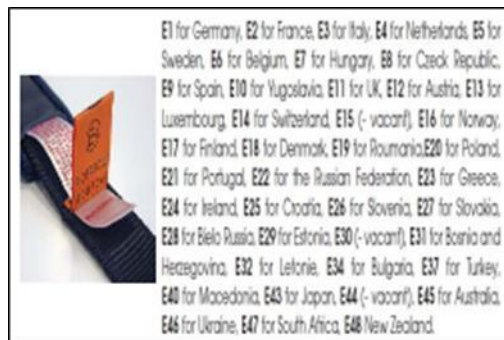 E1 for Germany, E2 for France, E3 for Italy, E4 for Netherlands, E5 for
Sweden, E6 for Belgium, E7 for Hungary, E8 for Czeck Republic,
E9 for Spain, E10 for Yugoslavia, E11 for UK, E12 for Austria, E13 for
Luxembourg, E14 for Switzerland, E15 (- vacant), E16 for Norway,
E17 for Finland, E18 for Denmark, E19 for Roumania,E20 for Poland,
E21 for Portugal, E22 for the Russian Federation, E23 for Greece,
E24 for Ireland, E25 for Croatia, E26 for Slovenia, E27 for Slovakia,
E28 for Bielo Russia, E29 for Estonia, E30 (- vacant), E31 for Bosnia and
Herzegovina, E32 for Letonie, E34 for Bulgaria, E37 for Turkey,
E40 for Macedonia, E43 for Japan, E44 (- vacant), E45 for Australia,
E46 for Ukraine, E47 for South Africa, E48 New Zealand.